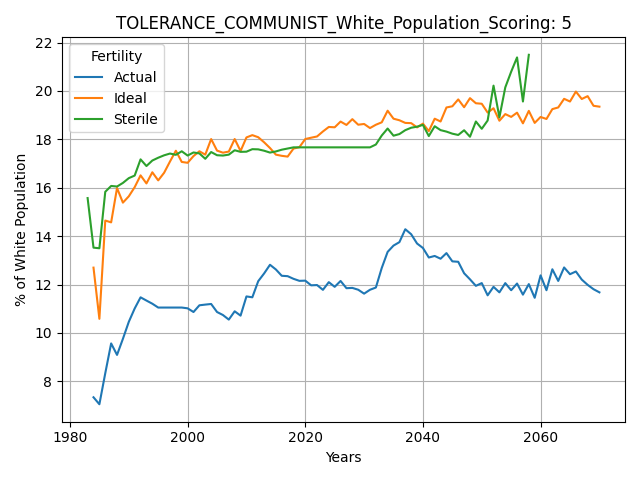 TOLERANCE_COMMUNIST_White_Population_Scoring: 5
% of White Population
22
20
18
16
14
12
10
8
Fertility
Actual
Ideal
Sterile
1980 2000 2020 2040 2060
Years